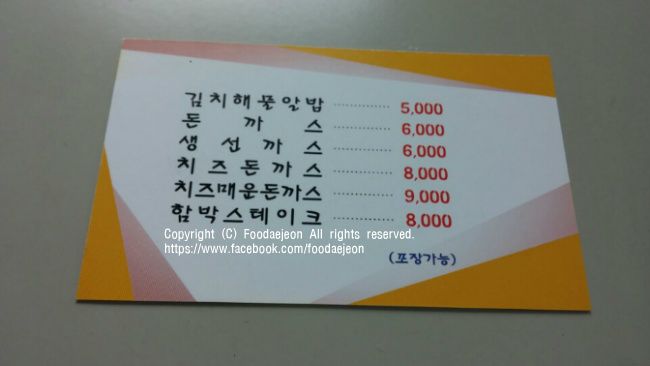 김치해물알밥 ············ 5,000
돈 까 스 ············ 6,000
생 선 까 스 ············ 6,000
치 즈 돈 까 스 ············ 8,000
치즈매운돈까스 ············ 9,000
함박스테이크 ············ 8,000
Copyright (C) Foodaejeon All rights reserved.
https://www.facebook.com/foodaejeon
(포장가능)